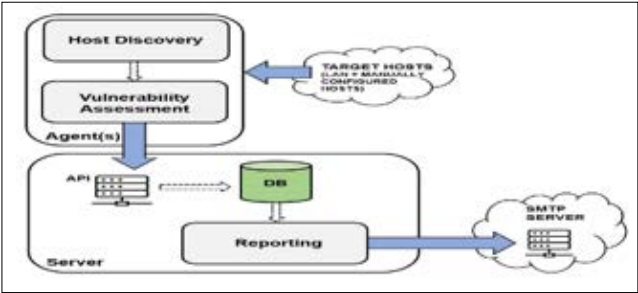 Host Discovery
Vulnerability
Assessment
Agent(s)
TARGET HOSTS
(LAN + MANUALLY
CONFIGURED
HOSTS)
API
DB
Reporting
Server
SMTP
SERVER